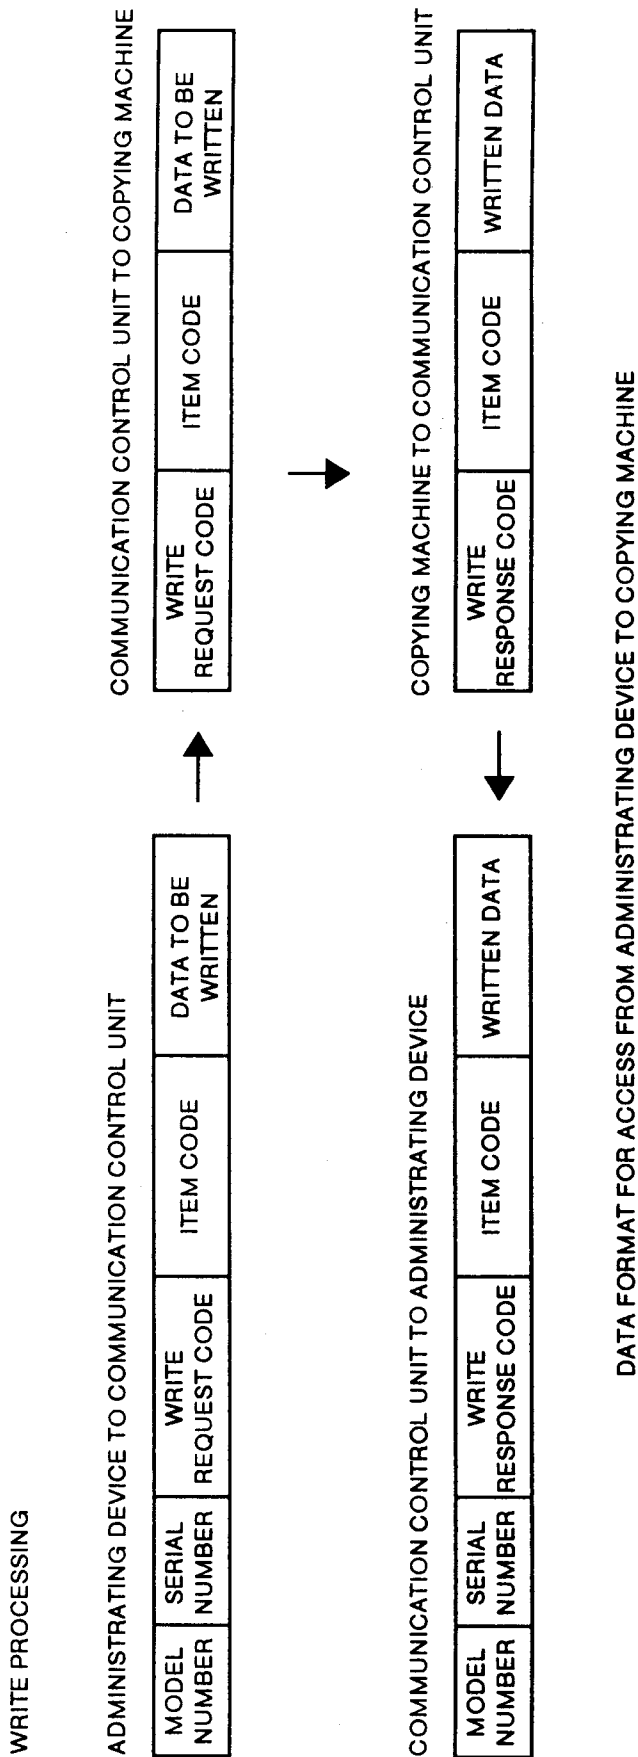 WRITE PROCESSING
ADMINISTRATING DEVICE TO COMMUNICATION CONTROL UNIT
MODEL
NUMBER
SERIAL
NUMBER
WRITE
REQUEST CODE
ITEM CODE
DATA TO BE
WRITTEN
COMMUNICATION CONTROL UNIT TO COPYING MACHINE
WRITE
REQUEST CODE
ITEM CODE
DATA TO BE
WRITTEN
COMMUNICATION CONTROL UNIT TO ADMINISTRATING DEVICE
MODEL
NUMBER
SERIAL
NUMBER
WRITE
RESPONSE CODE
ITEM CODE
WRITTEN DATA
COPYING MACHINE TO COMMUNICATION CONTROL UNIT
WRITE
RESPONSE CODE
ITEM CODE
WRITTEN DATA
DATA FORMAT FOR ACCESS FROM ADMINISTRATING DEVICE TO COPYING MACHINE